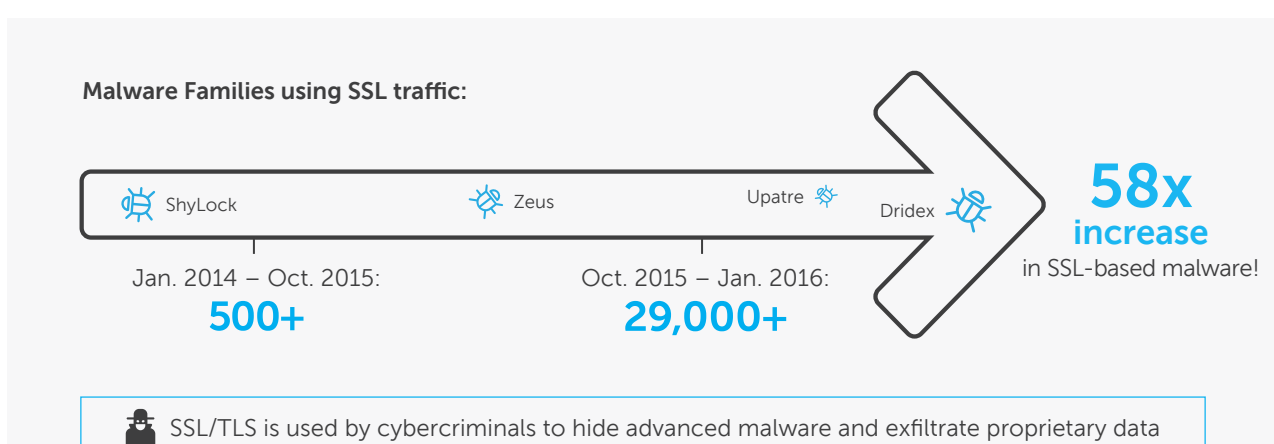 Malware Families using SSL traffic:
ShyLock
Zeus
Upatre
Dridex
58x
increase
in SSL-based malware!
Jan. 2014 – Oct. 2015:
500+
Oct. 2015 – Jan. 2016:
29,000+
SSL/TLS is used by cybercriminals to hide advanced malware and exfiltrate proprietary data